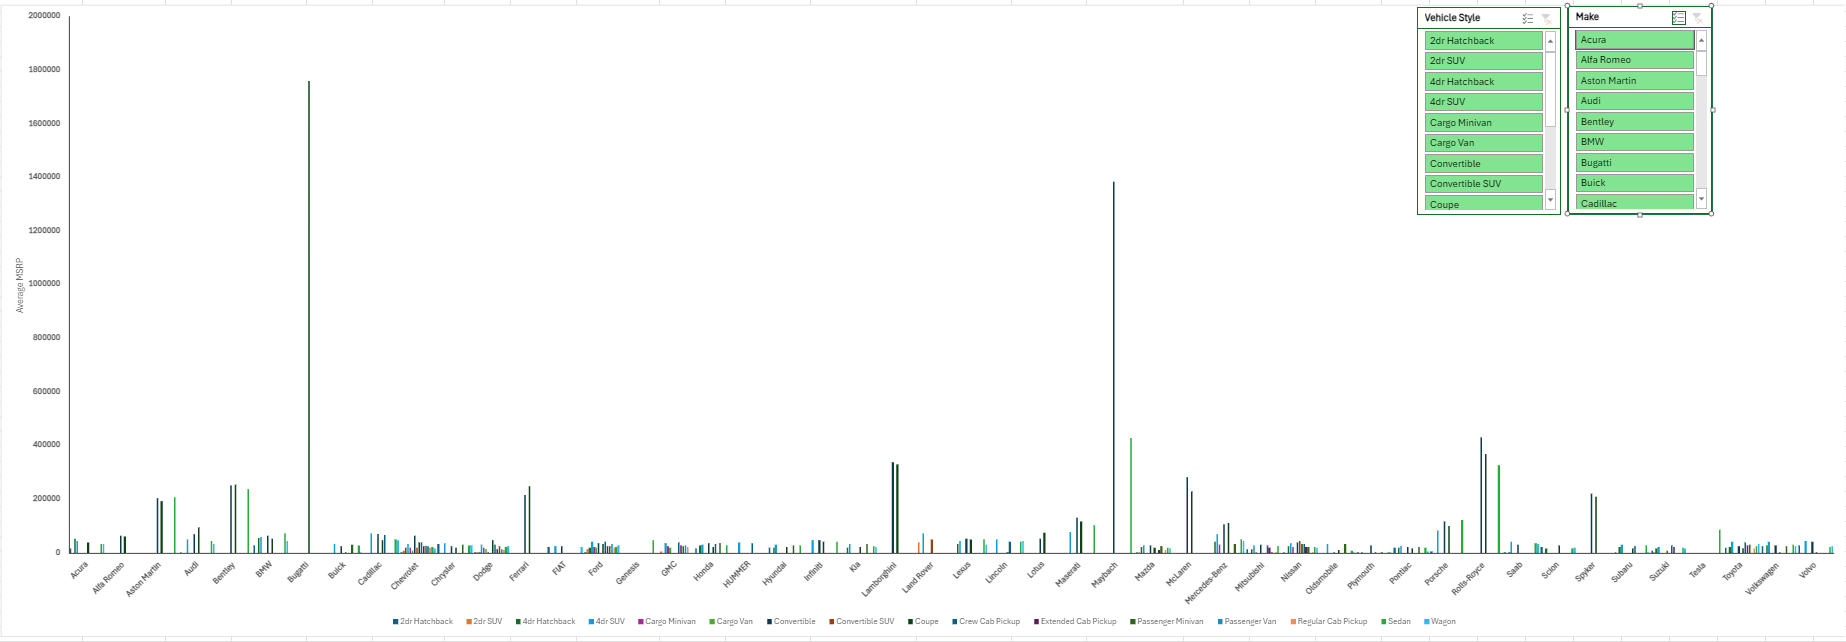 2000000
1800000
1600000
1400000
1200000
1000000
800000
600000
400000
200000
0
Average MSRP
Vehicle Style
2dr Hatchback
2dr SUV
4dr Hatchback
4dr SUV
Cargo Minivan
Cargo Van
Convertible
Convertible SUV
Coupe
Make
Acura
Alfa Romeo
Aston Martin
Audi
Bentley
BMW
Bugatti
Buick
Cadillac
Acura
Alfa Romeo
Aston Martin
Audi
Bentley
BMW
Bugatti
Buick
Cadillac
Chevrolet
Chrysler
Dodge
Ferrari
FIAT
Ford
Genesis
GMC
Honda
HUMMER
Hyundai
Infiniti
Kia
Lamborghini
Land Rover
Lexus
Lincoln
Lotus
Maserati
Maybach
Mazda
McLaren
Mercedes-Benz
Mitsubishi
Nissan
Oldsmobile
Plymouth
Pontiac
Porsche
Rolls-Royce
Saab
Scion
Spyker
Subaru
Suzuki
Tesla
Toyota
Volkswagen
Volvo
2dr Hatchback 2dr SUV 4dr Hatchback 4dr SUV Cargo Minivan Cargo Van Convertible Convertible SUV Coupe Crew Cab Pickup Extended Cab Pickup Passenger Minivan Passenger Van Regular Cab Pickup Sedan Wagon